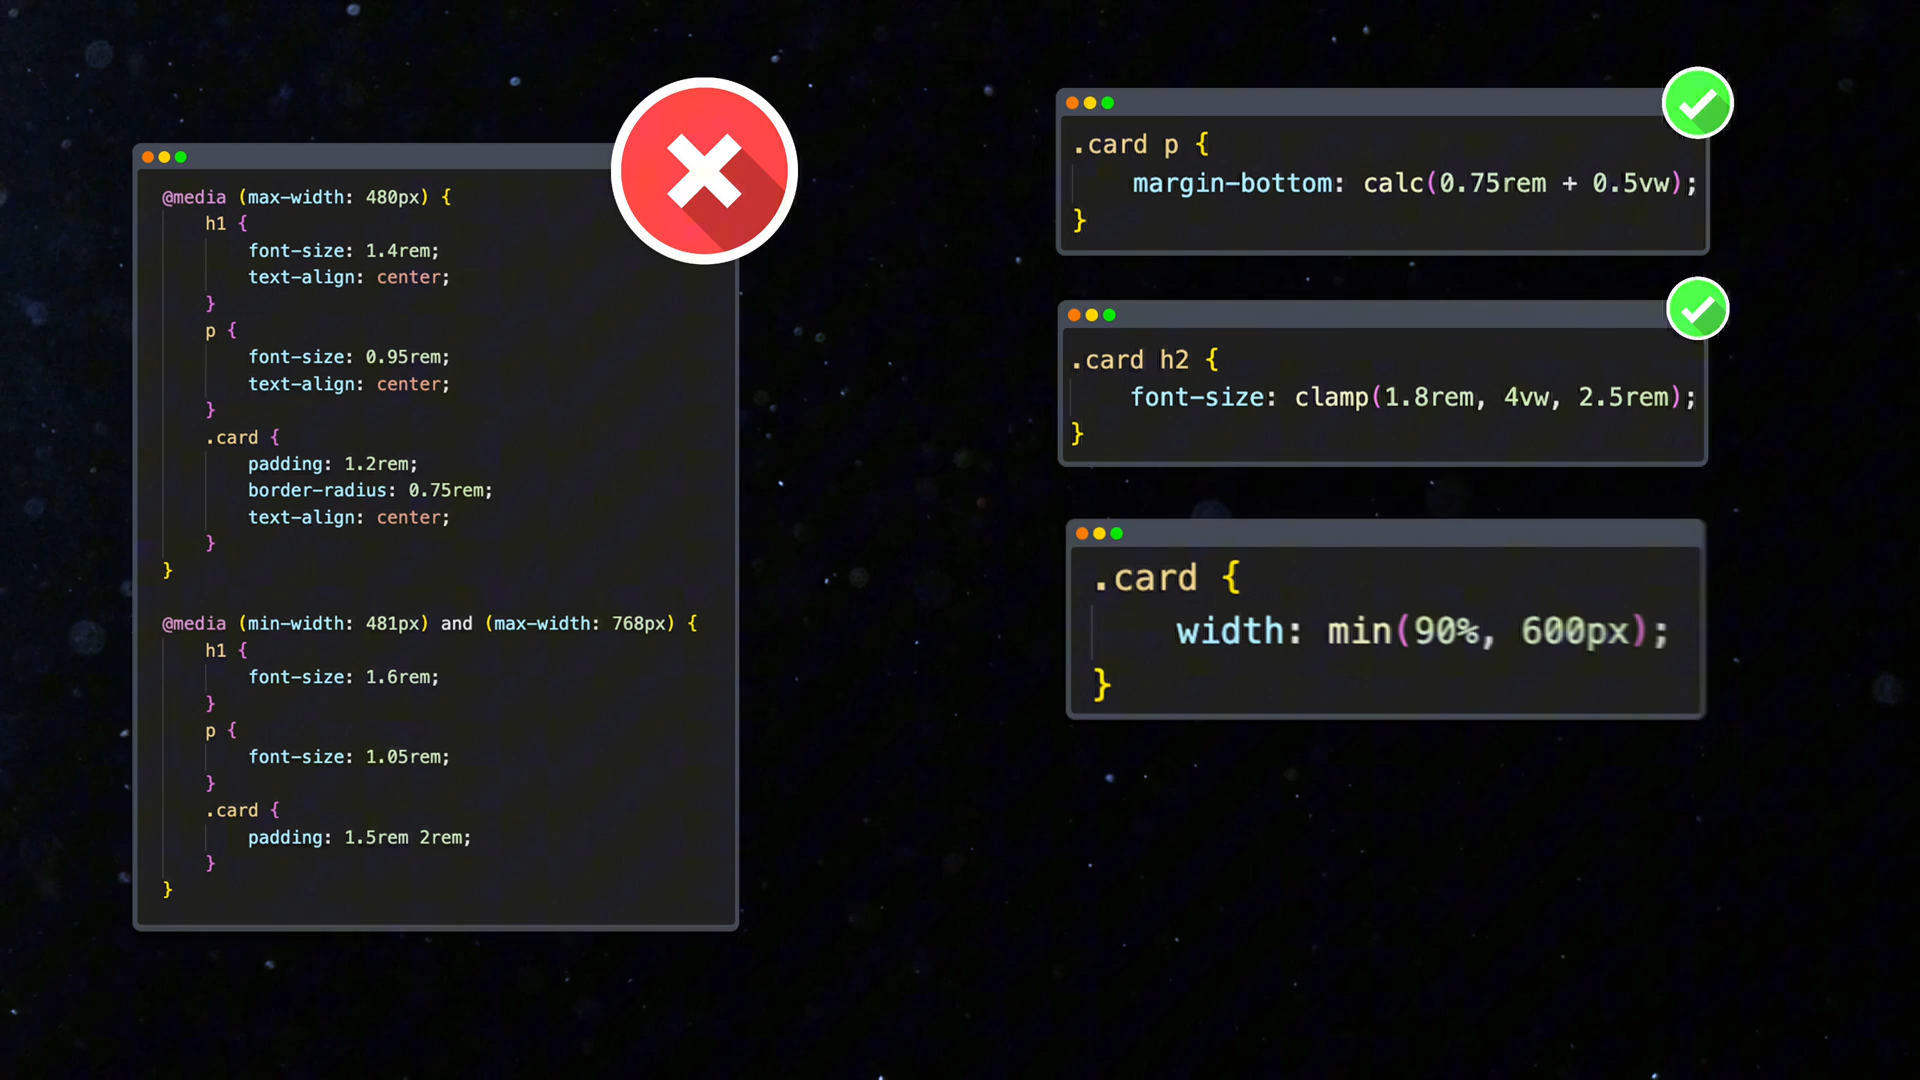 @media (max-width: 480px) {
h1 {
font-size: 1.4rem;
text-align: center;
}
p {
font-size: 0.95rem;
text-align: center;
}
.card {
padding: 1.2rem;
border-radius: 0.75rem;
text-align: center;
}
}
@media (min-width: 481px) and (max-width: 768px) {
h1 {
font-size: 1.6rem;
}
p {
font-size: 1.05rem;
}
.card {
padding: 1.5rem 2rem;
}
}
.card p {
margin-bottom: calc(0.75rem + 0.5vw);
}
.card h2 {
font-size: clamp(1.8rem, 4vw, 2.5rem);
}
.card {
width: min(90%, 600px);
}